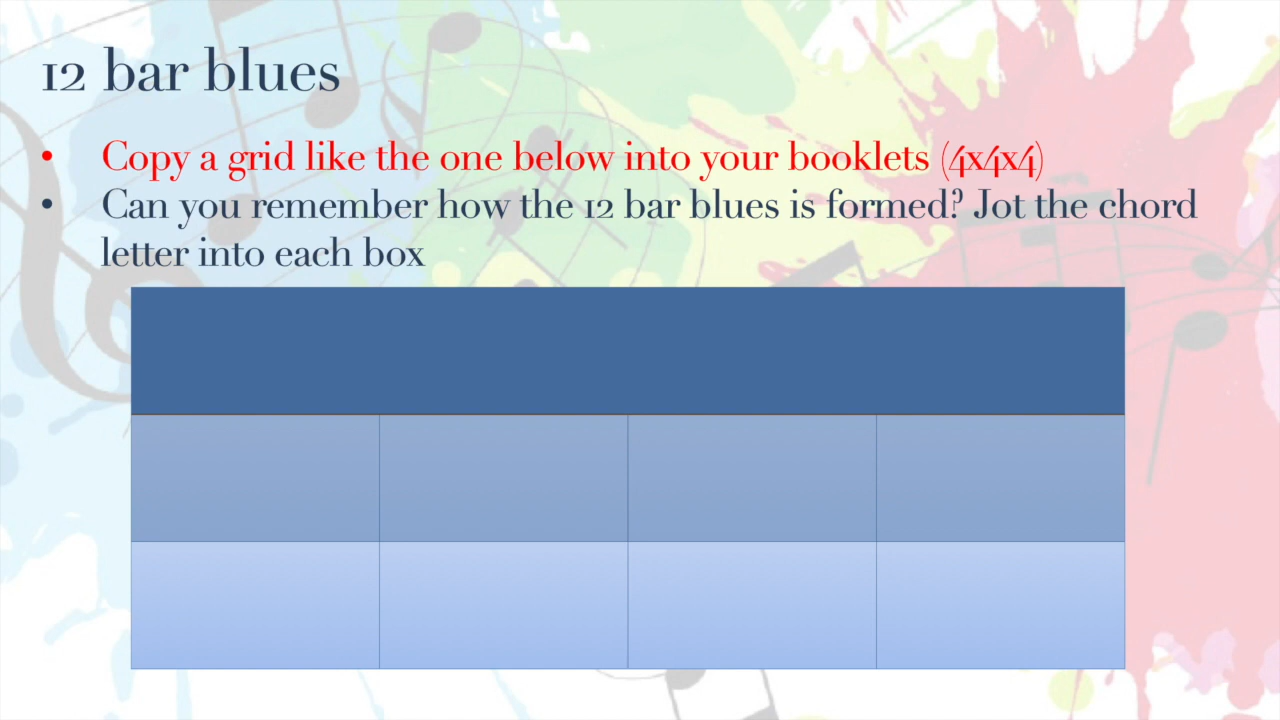 12 bar blues
• Copy a grid like the one below into your booklets (4x4x4)
• Can you remember how the 12 bar blues is formed? Jot the chord
letter into each box